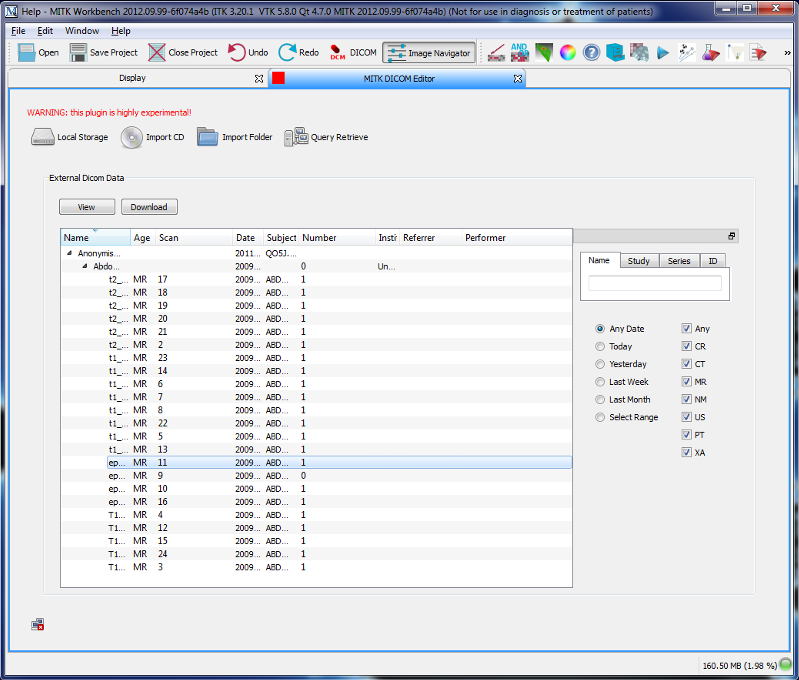 Help - MITK Workbench 2012.09.99-6f074a4b (ITK 3.20.1 VTK 5.8.0 Qt 4.7.0 MITK 2012.09.99-6f074a4b) (Not for use in diagnosis or treatment of patients)
File Edit Window Help
Open Save Project Close Project Undo Redo DCM DICOM Image Navigator AND »
Display MITK DICOM Editor
WARNING: this plugin is highly experimental!
Local Storage Import CD Import Folder Query Retrieve
External Dicom Data
View Download
Name Age Scan Date Subject Number Insti Referrer Performer
Anonymis... 2011... QO5J....
Abdo... 2009... 0 Un...
t2_... MR 17 2009... ABD... 1
t2_... MR 18 2009... ABD... 1
t2_... MR 19 2009... ABD... 1
t2_... MR 20 2009... ABD... 1
t2_... MR 21 2009... ABD... 1
t2_... MR 2 2009... ABD... 1
t1_... MR 23 2009... ABD... 1
t1_... MR 14 2009... ABD... 1
t1_... MR 6 2009... ABD... 1
t1_... MR 7 2009... ABD... 1
t1_... MR 8 2009... ABD... 1
t1_... MR 22 2009... ABD... 1
t1_... MR 5 2009... ABD... 1
t1_... MR 13 2009... ABD... 1
ep... MR 11 2009... ABD... 1
ep... MR 9 2009... ABD... 0
ep... MR 10 2009... ABD... 1
ep... MR 16 2009... ABD... 1
T1... MR 4 2009... ABD... 1
T1... MR 12 2009... ABD... 1
T1... MR 15 2009... ABD... 1
T1... MR 24 2009... ABD... 1
T1... MR 3 2009... ABD... 1
Name Study Series ID
Any Date Any
Today CR
Yesterday CT
Last Week MR
Last Month NM
Select Range US
PT
XA
160.50 MB (1.98 %)